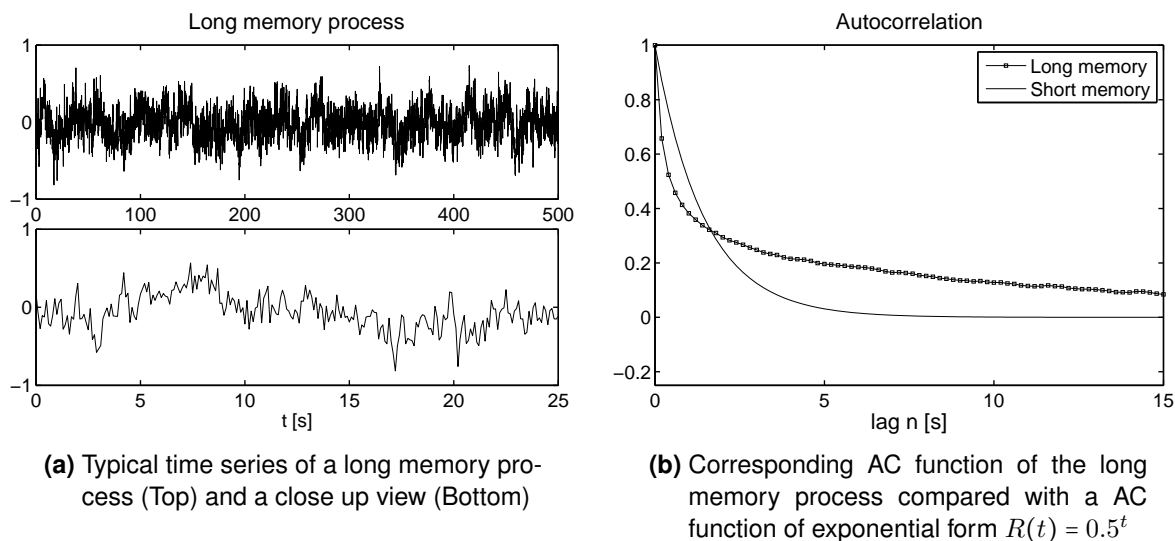 Long memory process
1
0
−1
0 100 200 300 400 500
1
0
−1
0 5 10 15 20 25
t [s]
(a) Typical time series of a long memory pro-
cess (Top) and a close up view (Bottom)
Autocorrelation
1
0.8
0.6
0.4
0.2
0
−0.2
0 5 10 15
lag n [s]
Long memory
Short memory
(b) Corresponding AC function of the long
memory process compared with a AC
function of exponential form R(t) = 0.5^t